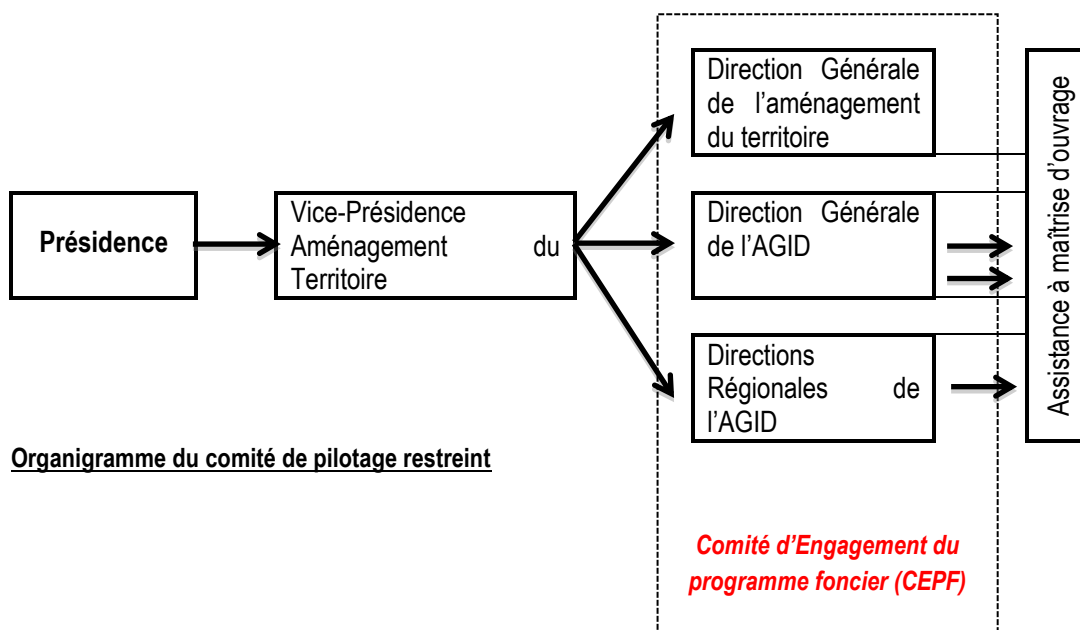 Présidence
Vice-Présidence
Aménagement du
Territoire
Direction Générale
de l'aménagement
du territoire
Direction Générale
de l'AGID
Directions
Régionales de
l'AGID
Assistance à maîtrise d'ouvrage
Organigramme du comité de pilotage restreint
Comité d'Engagement du
programme foncier (CEPF)